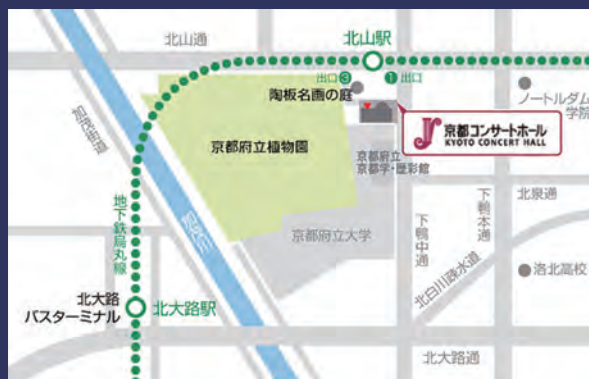 北山通
北山駅
出口 3
1 出口
陶板名画の庭
ノートルダム
学院
京都コンサートホール
KYOTO CONCERT HALL
加茂街道
京都府立植物園
京都府立
京都学・歴彩館
地下鉄烏丸線
加茂川
京都府立大学
下鴨中通
下鴨本通
北泉通
北白川疏水道
洛北高校
北大路
バスターミナル
北大路駅
北大路通